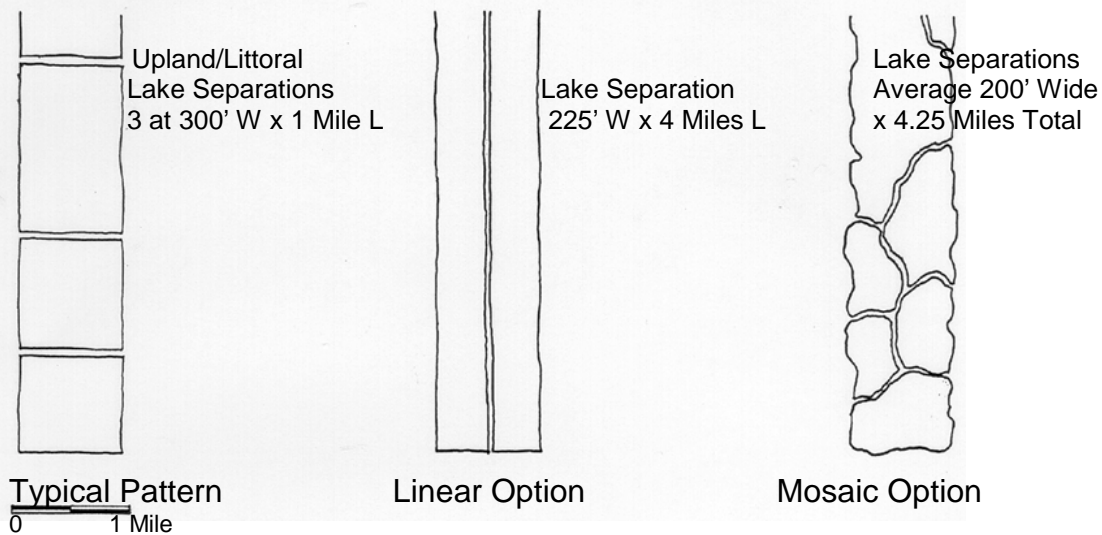 Upland/Littoral
Lake Separations
3 at 300' W x 1 Mile L
Lake Separation
225' W x 4 Miles L
Lake Separations
Average 200' Wide
x 4.25 Miles Total
Typical Pattern
0 1 Mile
Linear Option
Mosaic Option